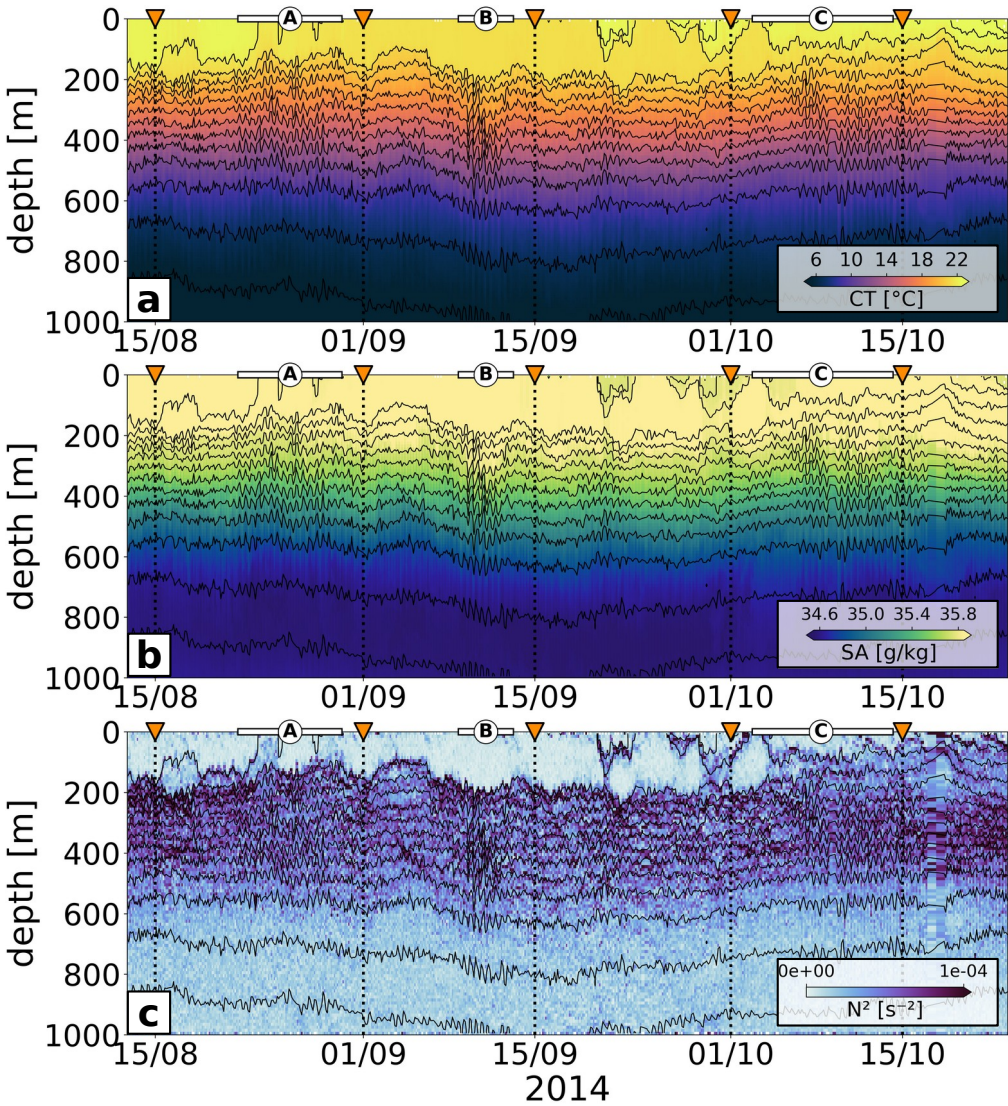 A B C
0
200
400
600
800
1000
depth [m]
a
6 10 14 18 22
CT [°C]
15/08 01/09 15/09 01/10 15/10
A B C
0
200
400
600
800
1000
depth [m]
b
34.6 35.0 35.4 35.8
SA [g/kg]
15/08 01/09 15/09 01/10 15/10
A B C
0
200
400
600
800
1000
depth [m]
c
0e+00 1e-04
N² [s⁻²]
15/08 01/09 15/09 01/10 15/10
2014